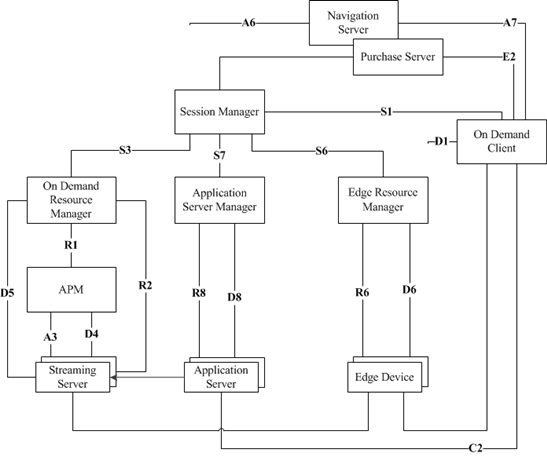 Navigation
Server
A6
A7
Purchase Server
E2
Session Manager
S1
On Demand
Client
D1
S3
S7
S6
On Demand
Resource
Manager
Application
Server Manager
Edge Resource
Manager
R1
D5
APM
R2
R8
D8
R6
D6
A3
D4
Streaming
Server
Application
Server
Edge Device
C2